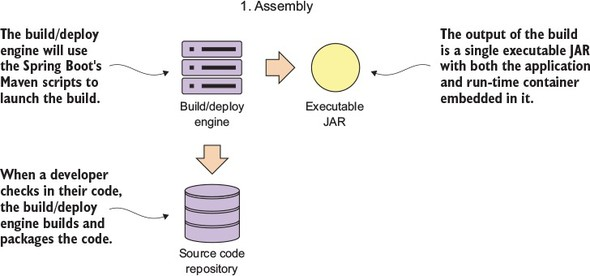 1. Assembly
The build/deploy
engine will use
the Spring Boot's
Maven scripts to
launch the build.
Build/deploy
engine
Executable
JAR
The output of the build
is a single executable JAR
with both the application
and run-time container
embedded in it.
When a developer
checks in their code,
the build/deploy
engine builds and
packages the code.
Source code
repository